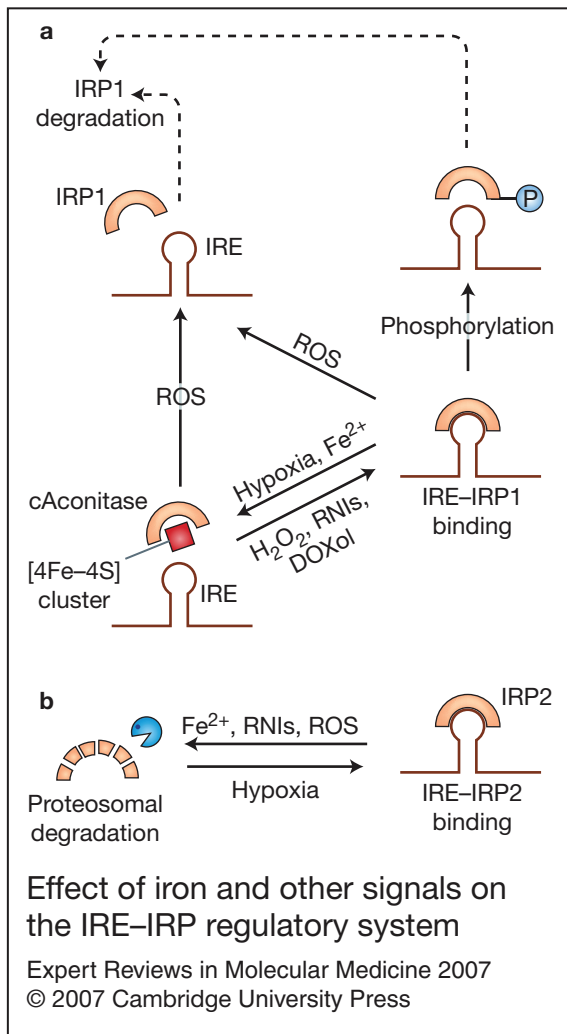 a
IRP1
degradation
IRP1
IRE
P
Phosphorylation
ROS
ROS
Hypoxia, Fe²⁺
H₂O₂, RNIs,
DOXol
cAconitase
[4Fe–4S]
cluster
IRE
IRE–IRP1
binding
b
IRP2
Fe²⁺, RNIs, ROS
Hypoxia
Proteosomal
degradation
IRE–IRP2
binding
Effect of iron and other signals on
the IRE–IRP regulatory system
Expert Reviews in Molecular Medicine 2007
© 2007 Cambridge University Press